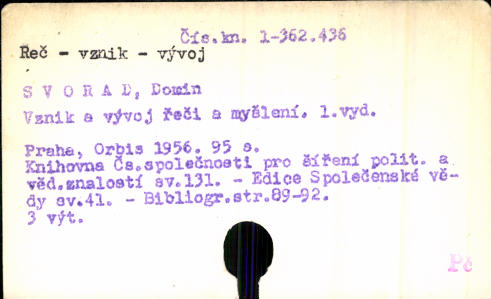 Čís.kn. 1-362.436
Řeč - vznik - vývoj
S V O R A D, Domin
Vznik a vývoj řeči a myšlení. 1.vyd.
Praha, Orbis 1956. 95 s.
Knihovna Čs.společnosti pro šíření polit. a
věd.znalostí sv.131. - Edice Společenské vě-
dy sv.41. - Bibliogr.str.89-92.
3 výt.
Pč